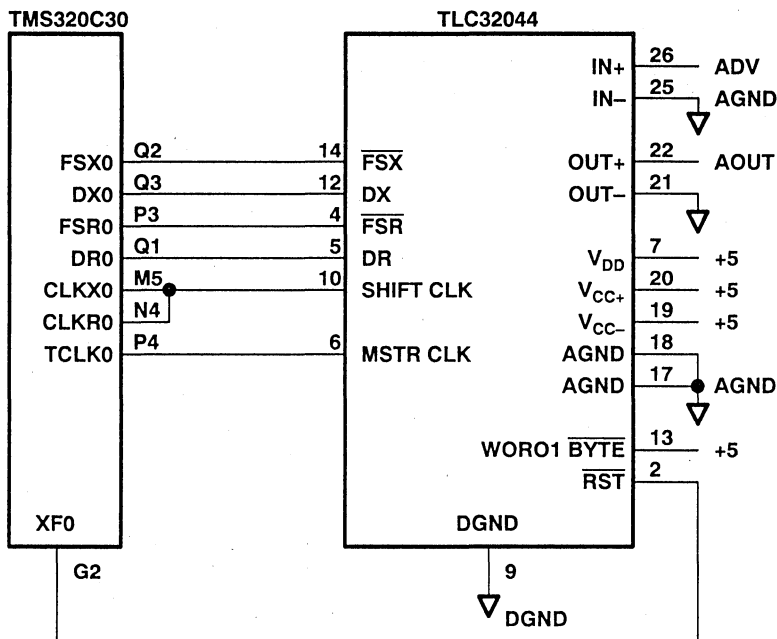 TMS320C30 TLC32044
IN+ 26 ADV
IN– 25 AGND
FSX0 Q2 14 FSX OUT+ 22 AOUT
DX0 Q3 12 DX OUT– 21
FSR0 P3 4 FSR
DR0 Q1 5 DR VDD 7 +5
CLKX0 M5 10 SHIFT CLK VCC+ 20 +5
CLKR0 N4 VCC– 19 +5
TCLK0 P4 6 MSTR CLK AGND 18
AGND 17 AGND
WORO1 BYTE 13 +5
RST 2
XF0 DGND
G2 9
DGND